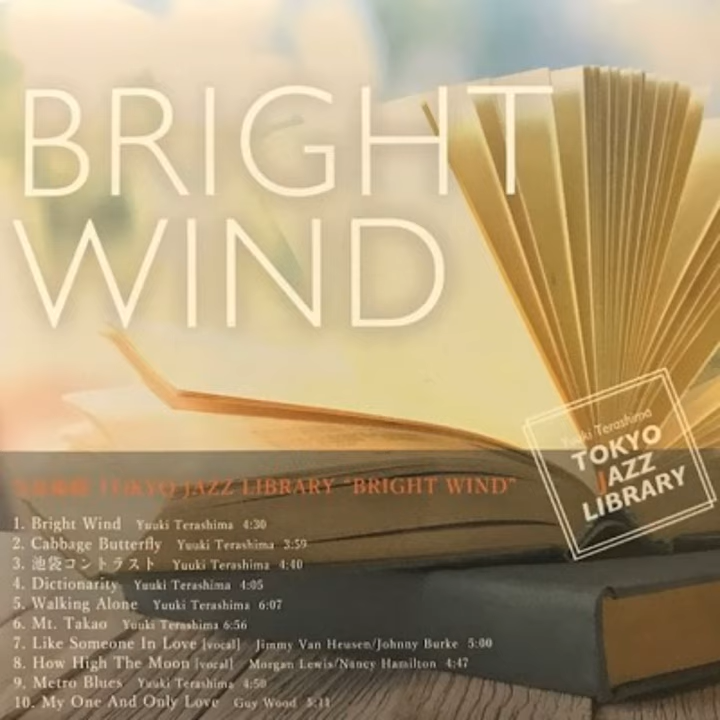 BRIGHT
WIND
Yuuki Terashima
TOKYO
JAZZ
LIBRARY
TOKYO JAZZ LIBRARY "BRIGHT WIND"
1. Bright Wind Yuuki Terashima 4:30
2. Cabbage Butterfly Yuuki Terashima 3:59
3. 池袋コントラスト Yuuki Terashima 4:40
4. Dictionarity Yuuki Terashima 4:05
5. Walking Alone Yuuki Terashima 6:07
6. Mt. Takao Yuuki Terashima 6:56
7. Like Someone In Love [vocal] Jimmy Van Heusen/Johnny Burke 5:00
8. How High The Moon [vocal] Morgan Lewis/Nancy Hamilton 4:47
9. Metro Blues Yuuki Terashima 4:50
10. My One And Only Love Guy Wood 5:11